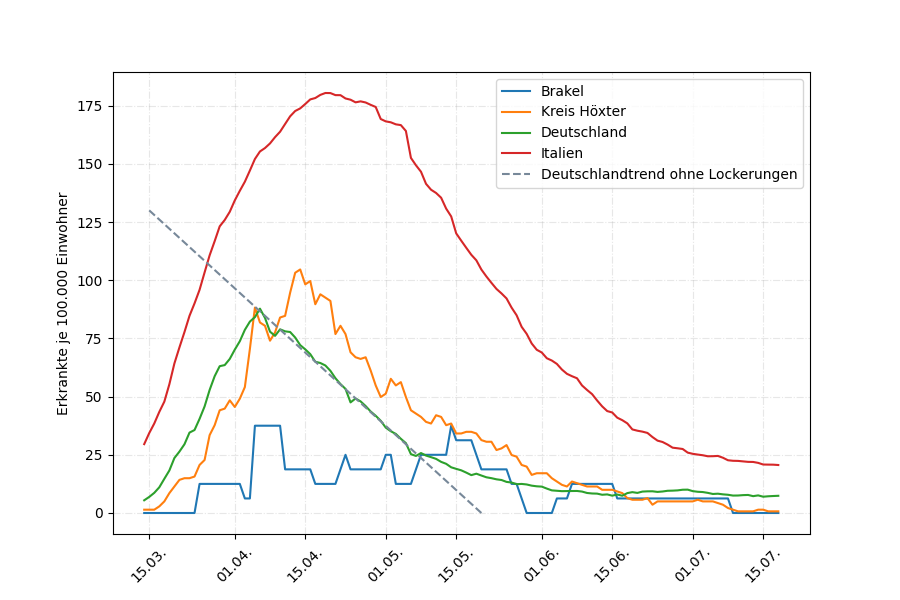 Erkrankte je 100.000 Einwohner
175
150
125
100
75
50
25
0
Brakel
Kreis Höxter
Deutschland
Italien
Deutschlandtrend ohne Lockerungen
15.03.
01.04.
15.04.
01.05.
15.05.
01.06.
15.06.
01.07.
15.07.